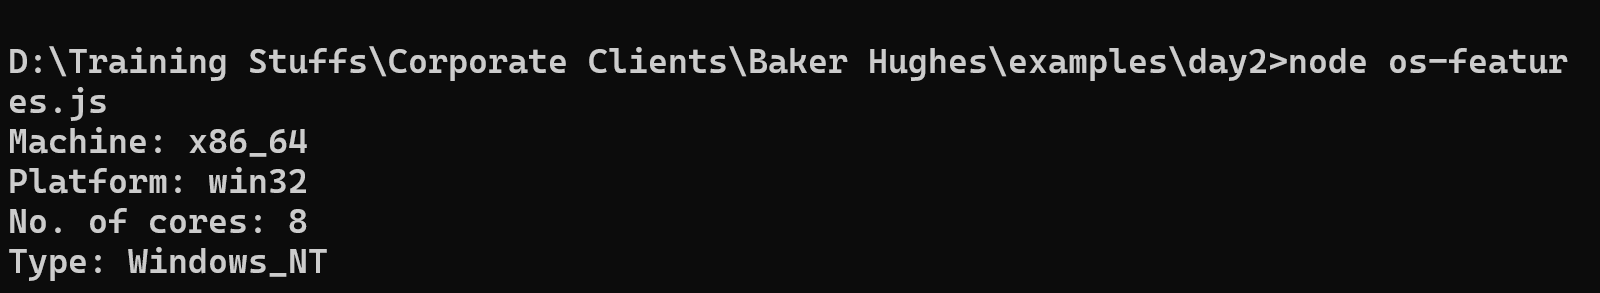 D:\Training Stuffs\Corporate Clients\Baker Hughes\examples\day2>node os-featur
es.js
Machine: x86_64
Platform: win32
No. of cores: 8
Type: Windows_NT